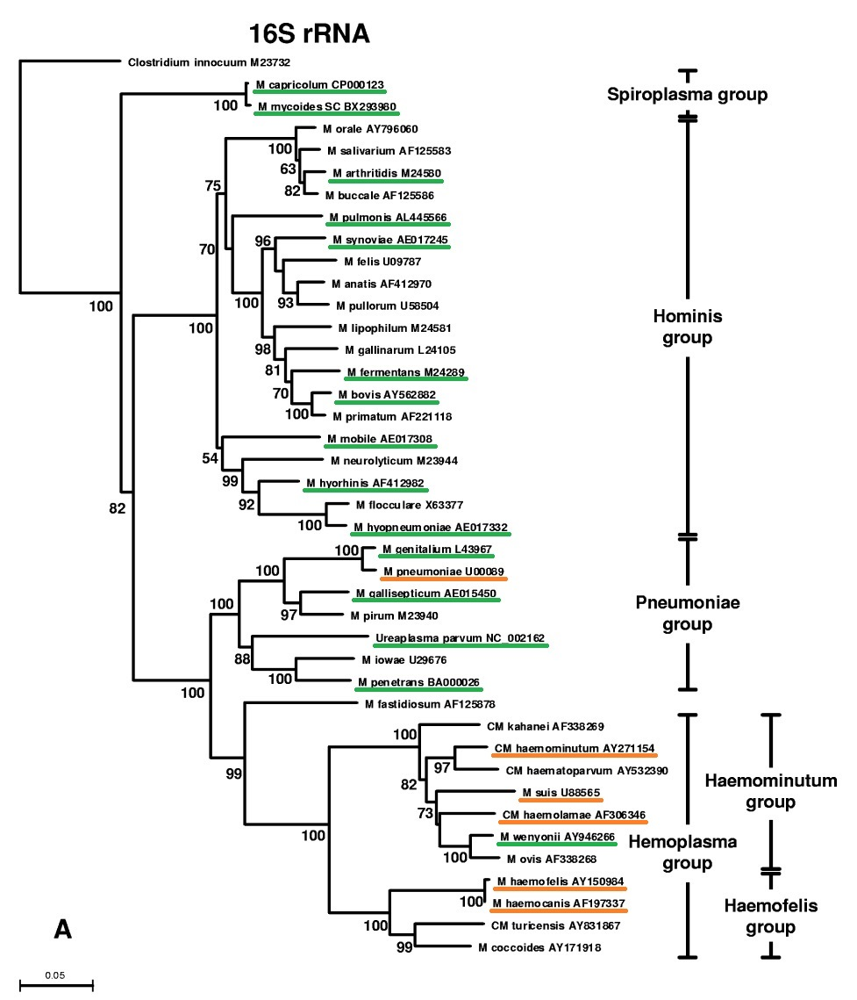 16S rRNA
Clostridium innocuum M23732
M capricolum CP000123
100
M mycoides SC BX293980
Spiroplasma group
M orale AY796060
100
M salivarium AF125583
63
M arthritidis M24580
82
M buccale AF125586
75
M pulmonis AL445566
70
96
M synoviae AE017245
M felis U09787
M anatis AF412970
100
100
93
M pullorum U58504
100
M lipophilum M24581
98
M gallinarum L24105
81
M fermentans M24289
70
M bovis AY562882
100
M primatum AF221118
Hominis
group
M mobile AE017308
54
M neurolyticum M23944
99
M hyorhinis AF412982
92
M flocculare X63377
82
100
M hyopneumoniae AE017332
100
M genitalium L43967
100
M pneumoniae U00089
M gallisepticum AE015450
100
97
M pirum M23940
Pneumoniae
group
Ureaplasma parvum NC_002162
88
M iowae U29676
100
M penetrans BA000026
100
M fastidiosum AF125878
CM kahanei AF338269
100
CM haemominutum AY271154
97
CM haematoparvum AY532390
99
82
M suis U88565
73
CM haemolamae AF306346
Haemominutum
group
100
M wenyonii AY946266
100
M ovis AF338268
Hemoplasma
group
M haemofelis AY150984
100
M haemocanis AF197337
100
CM turicensis AY831867
99
M coccoides AY171918
Haemofelis
group
A
0.05